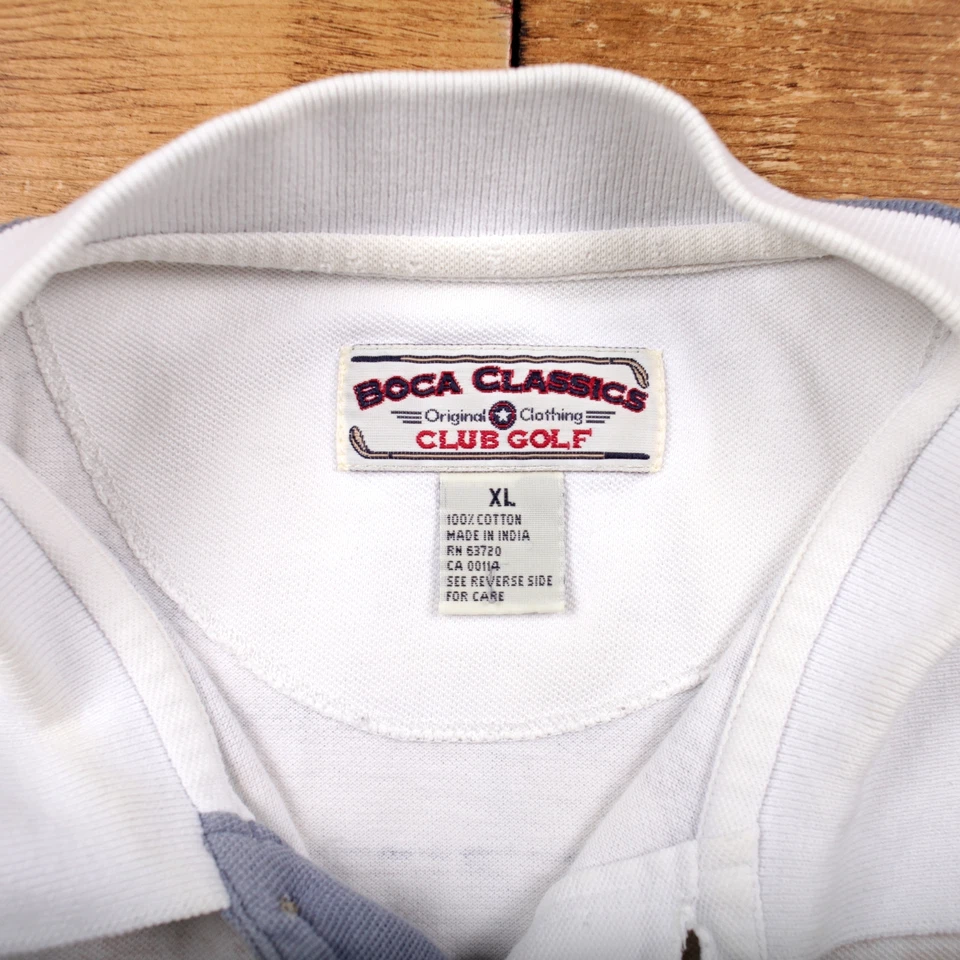 BOCA CLASSICS
Original Clothing
CLUB GOLF
XL
100% COTTON
MADE IN INDIA
RN 63720
CA 00114
SEE REVERSE SIDE
FOR CARE